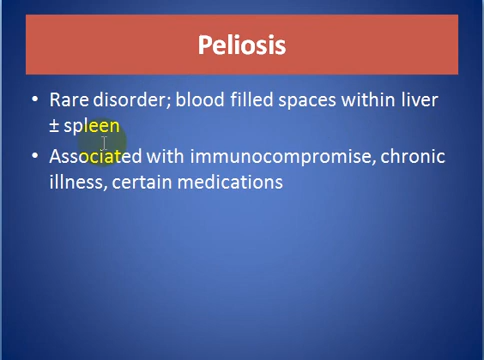 Peliosis
• Rare disorder; blood filled spaces within liver
± spleen
• Associated with immunocompromise, chronic
illness, certain medications